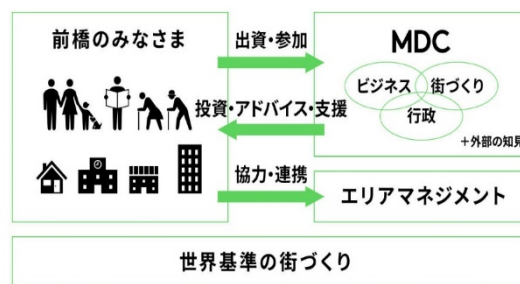 前橋のみなさま
出資・参加
MDC
ビジネス
街づくり
行政
+外部の知見
投資・アドバイス・支援
協力・連携
エリアマネジメント
世界基準の街づくり